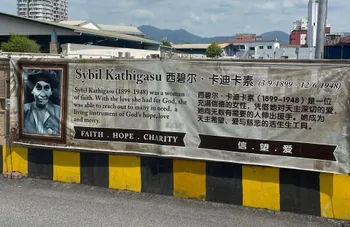 Sybil Kathigasu 西碧尔·卡迪卡素 (3.9.1899 - 12.6.1948)
Sybil Kathigasu (1899-1948) was a woman
of faith. With the love she had for God, she
was able to reach out to many in need. A
living instrument of God's hope, love
and mercy.
FAITH . HOPE . CHARITY
西碧尔·卡迪卡素 (1899-1948) 是一位
充满信德的女性，凭着她对天主深切的爱，
使她向无数有需要的人伸出援手。她成为
天主希望、爱与慈悲的活生生工具。
信 . 望 . 爱